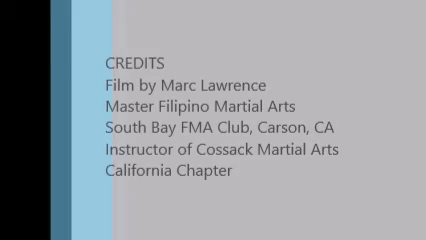 CREDITS
Film by Marc Lawrence
Master Filipino Martial Arts
South Bay FMA Club, Carson, CA
Instructor of Cossack Martial Arts
California Chapter